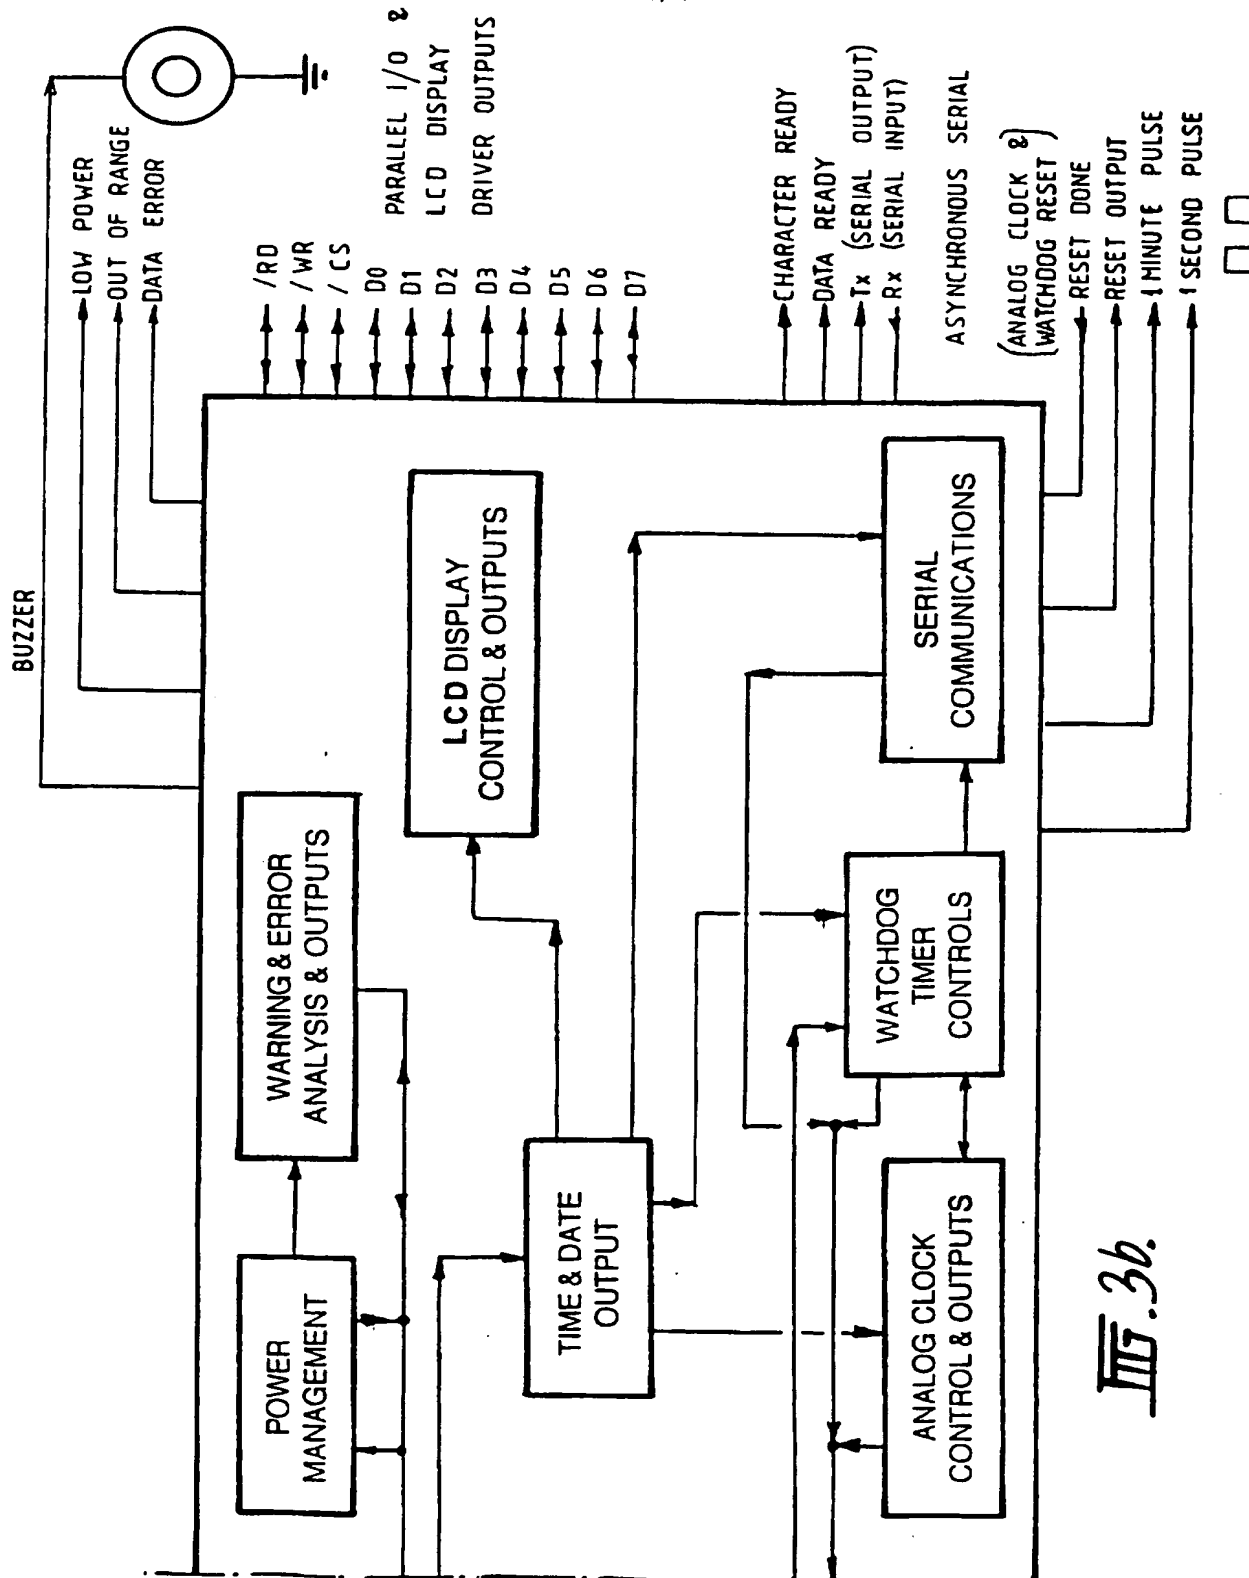 BUZZER
LOW POWER
OUT OF RANGE
DATA ERROR
/RD
/WR
/CS
D0
D1
D2
D3
D4
D5
D6
D7
PARALLEL I/O &
LCD DISPLAY
DRIVER OUTPUTS
CHARACTER READY
DATA READY
Tx (SERIAL OUTPUT)
Rx (SERIAL INPUT)
ASYNCHRONOUS SERIAL
(ANALOG CLOCK &
WATCHDOG RESET)
RESET DONE
RESET OUTPUT
1 MINUTE PULSE
1 SECOND PULSE
POWER
MANAGEMENT
WARNING & ERROR
ANALYSIS & OUTPUTS
LCD DISPLAY
CONTROL & OUTPUTS
TIME & DATE
OUTPUT
ANALOG CLOCK
CONTROL & OUTPUTS
WATCHDOG
TIMER
CONTROLS
SERIAL
COMMUNICATIONS
FIG. 3b.